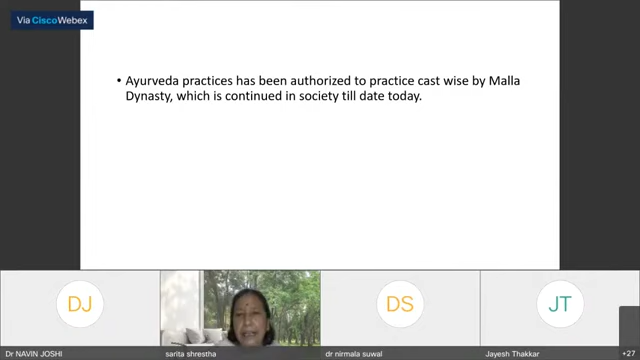 Via Cisco Webex
• Ayurveda practices has been authorized to practice cast wise by Malla
Dynasty, which is continued in society till date today.
DJ
DS
JT
Dr NAVIN JOSHI
sarita shrestha
dr nirmala suwal
Jayesh Thakkar
+27